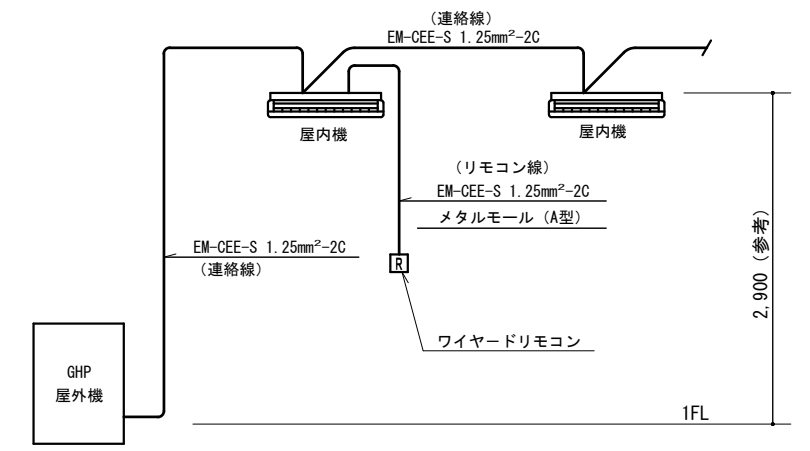 （連絡線）
EM-CEE-S 1.25mm²-2C
屋内機
屋内機
（リモコン線）
EM-CEE-S 1.25mm²-2C
メタルモール（A型）
EM-CEE-S 1.25mm²-2C
（連絡線）
R
ワイヤードリモコン
2,900（参考）
GHP
屋外機
1FL